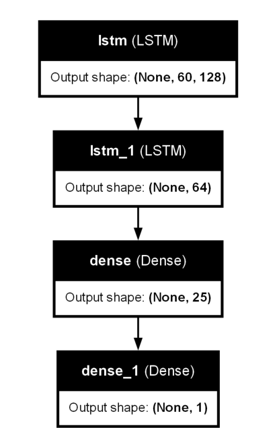 lstm (LSTM)
Output shape: (None, 60, 128)
lstm_1 (LSTM)
Output shape: (None, 64)
dense (Dense)
Output shape: (None, 25)
dense_1 (Dense)
Output shape: (None, 1)